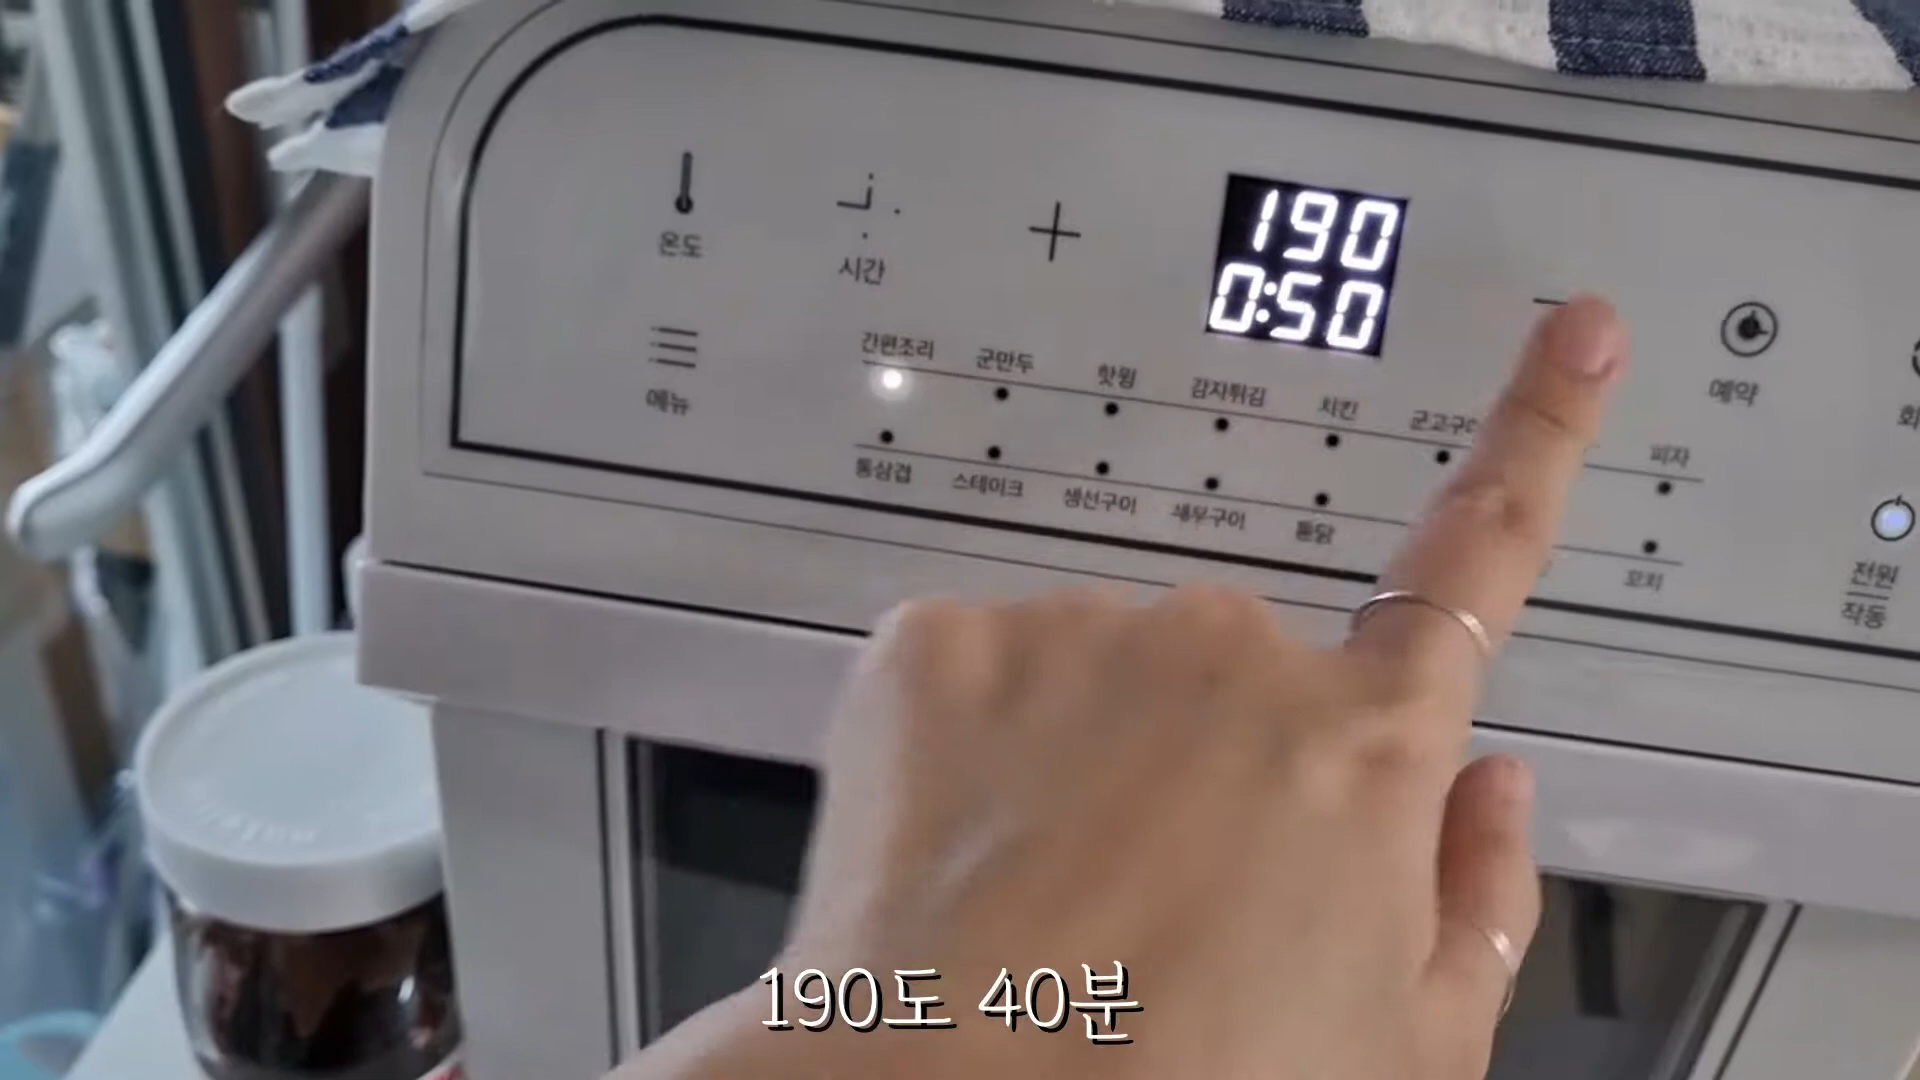 190
0:50
온도
시간
예약
메뉴
간편조리 군만두 핫윙 감자튀김 치킨 피자
통삼겹 스테이크 생선구이 새우구이 통닭 꼬치
전원
작동
190도 40분